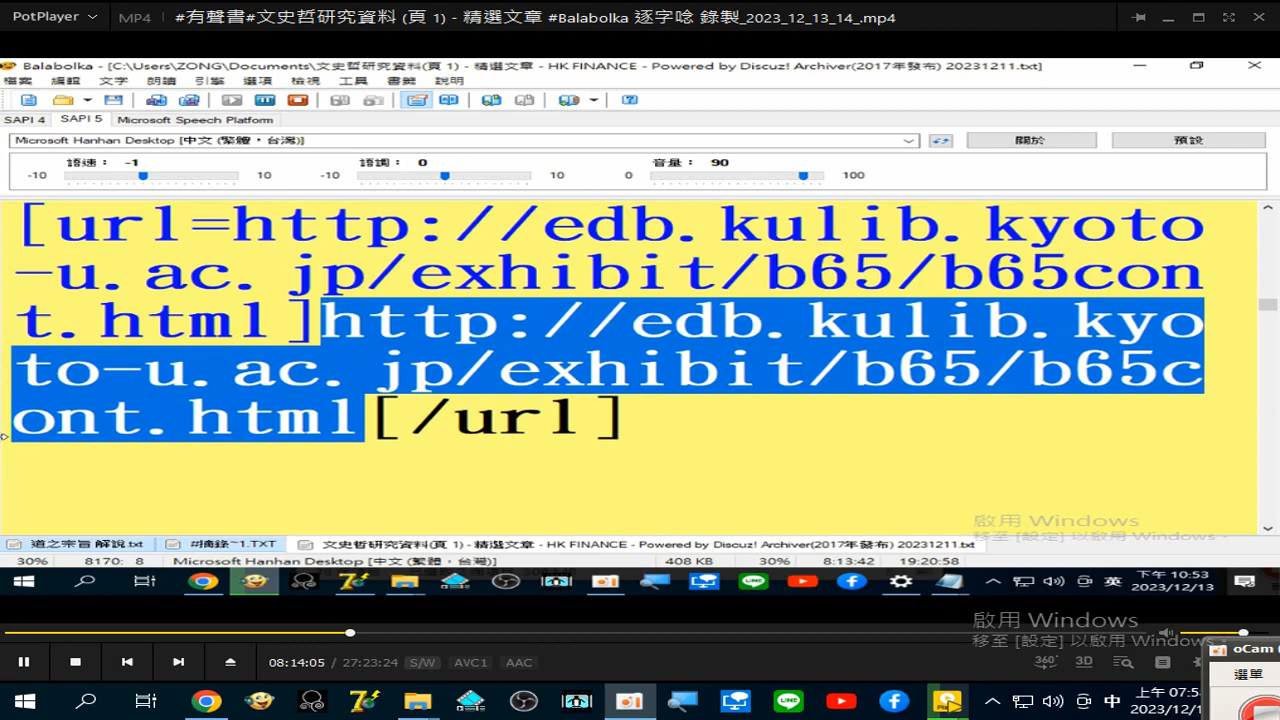 PotPlayer MP4 #有聲書#文史哲研究資料 (頁 1) - 精選文章 #Balabolka 逐字唸 錄製_2023_12_13_14_.mp4
Balabolka - [C:\Users\ZONG\Documents\文史哲研究資料(頁 1) - 精選文章 - HK FINANCE - Powered by Discuz! Archiver(2017年發布) 20231211.txt]
檔案 編輯 文字 朗讀 引擎 選項 檢視 工具 書籤 說明
SAPI 4 SAPI 5 Microsoft Speech Platform
Microsoft Hanhan Desktop [中文 (繁體，台灣)] 關於 預設
語速： -1 語調： 0 音量： 90
-10 10 -10 10 0 100
[url=http://edb.kulib.kyoto
-u.ac.jp/exhibit/b65/b65con
t.html]http://edb.kulib.kyo
to-u.ac.jp/exhibit/b65/b65c
ont.html[/url]
啟用 Windows
移至 [設定] 以啟用 Windows。
道之宗旨 解說.txt #摘錄~1.TXT 文史哲研究資料(頁 1) - 精選文章 - HK FINANCE - Powered by Discuz! Archiver(2017年發布) 20231211.txt
30% 8170: 8 Microsoft Hanhan Desktop [中文 (繁體，台灣)] 408 KB 30% 8:13:42 19:20:58
英 下午 10:53
2023/12/13
啟用 Windows
移至 [設定] 以啟用 Windows。
oCam
08:14:05 / 27:23:24 S/W AVC1 AAC 360° 3D
選單
中 上午 07:5
2023/12/1